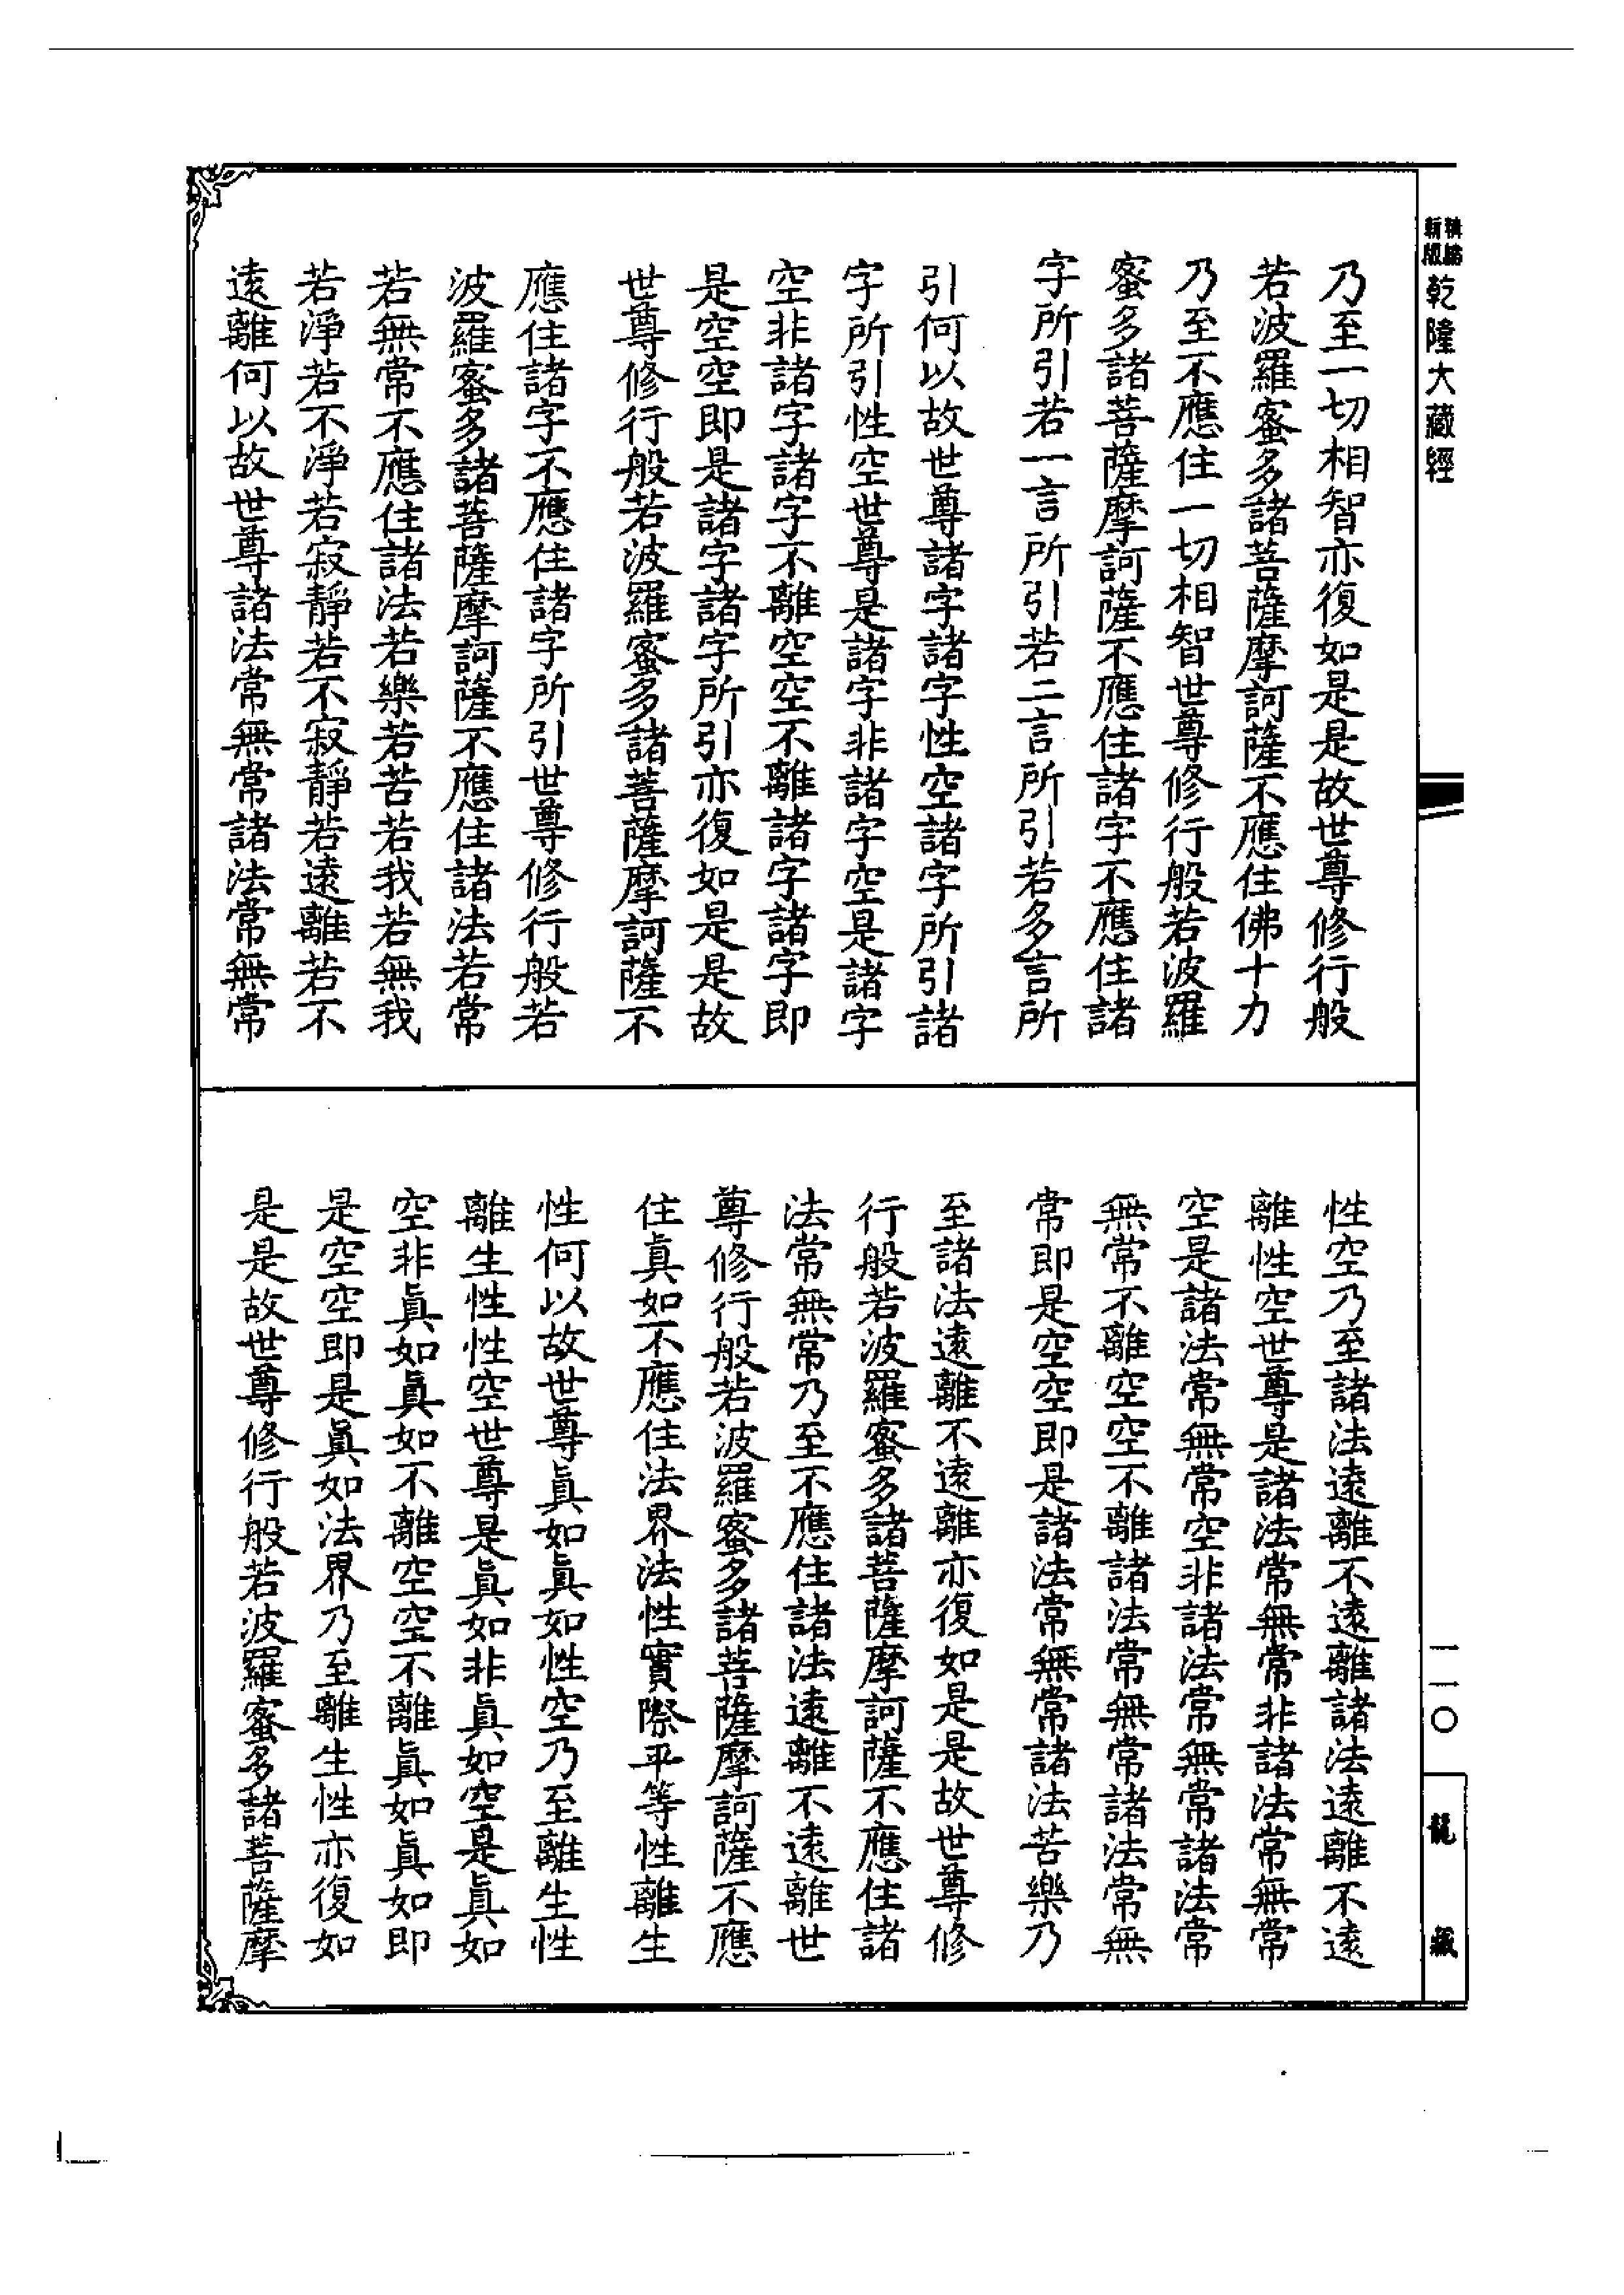 新版
精縮
乾隆大藏經
乃至一切相智亦復如是是故世尊修行般
若波羅蜜多諸菩薩摩訶薩不應住佛十力
乃至不應住一切相智世尊修行般若波羅
蜜多諸菩薩摩訶薩不應住諸字不應住諸
字所引若一言所引若二言所引若多言所
引何以故世尊諸字諸字性空諸字所引諸
字所引性空世尊是諸字非諸字空是諸字
空非諸字諸字不離空空不離諸字諸字即
是空空即是諸字諸字所引亦復如是是故
世尊修行般若波羅蜜多諸菩薩摩訶薩不
應住諸字不應住諸字所引世尊修行般若
波羅蜜多諸菩薩摩訶薩不應住諸法若常
若無常不應住諸法若樂若苦若我若無我
若淨若不淨若寂靜若不寂靜若遠離若不
遠離何以故世尊諸法常無常諸法常無常
性空乃至諸法遠離不遠離諸法遠離不遠
離性空世尊是諸法常無常非諸法常無常
空是諸法常無常空非諸法常無常諸法常
無常不離空空不離諸法常無常諸法常無
常即是空空即是諸法常無常諸法苦樂乃
至諸法遠離不遠離亦復如是是故世尊修
行般若波羅蜜多諸菩薩摩訶薩不應住諸
法常無常乃至不應住諸法遠離不遠離世
尊修行般若波羅蜜多諸菩薩摩訶薩不應
住眞如不應住法界法性實際平等性離生
性何以故世尊眞如眞如性空乃至離生性
離生性性空世尊是眞如非眞如空是眞如
空非眞如眞如不離空空不離眞如眞如即
是空空即是眞如法界乃至離生性亦復如
是是故世尊修行般若波羅蜜多諸菩薩摩
一一〇
龍藏